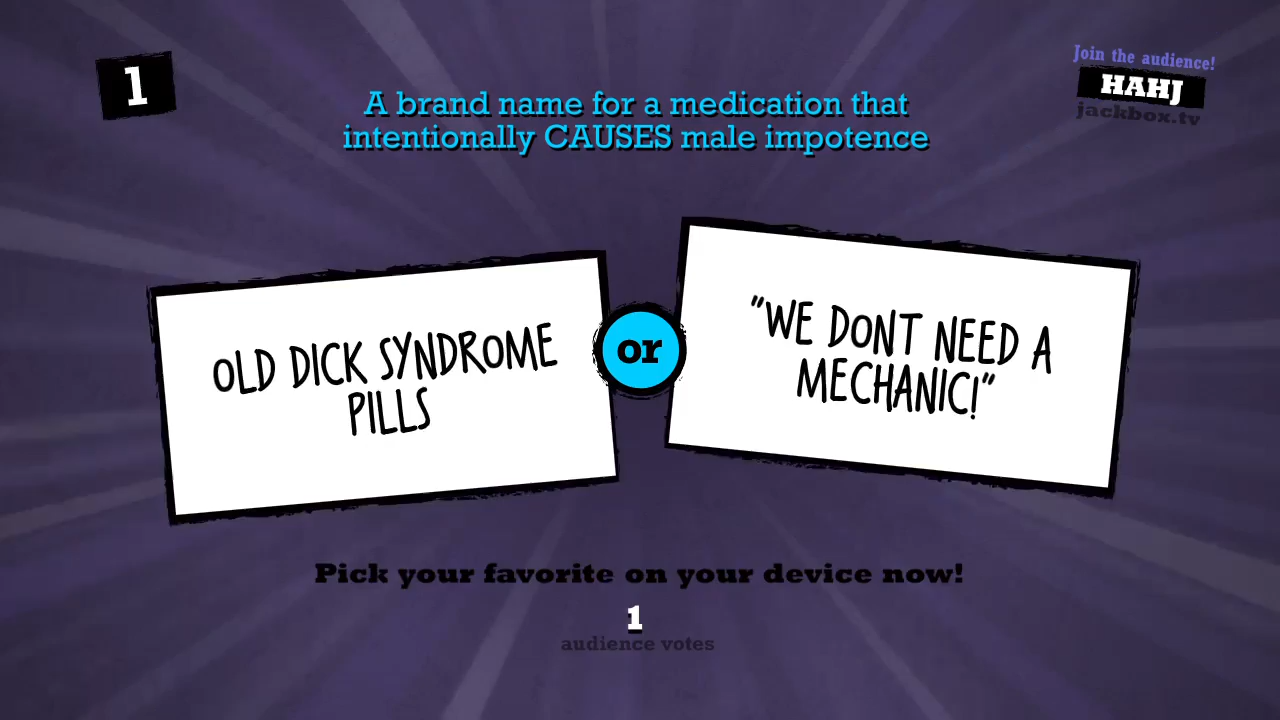 1
Join the audience!
HAHJ
jackbox.tv
A brand name for a medication that
intentionally CAUSES male impotence
OLD DICK SYNDROME
PILLS
or
"WE DONT NEED A
MECHANIC!"
Pick your favorite on your device now!
1
audience votes